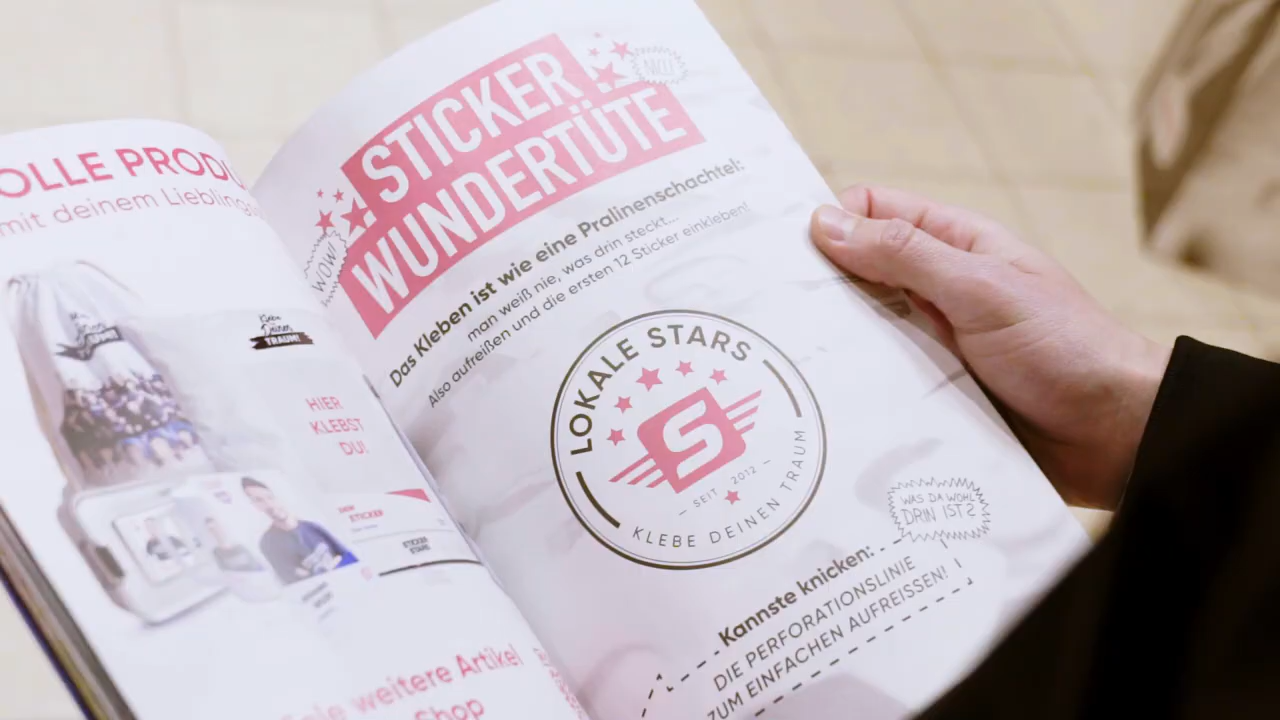 OLLE PRODU
mit deinem Liebling
Klebe
Deinen
TRAUM!
HIER
KLEBST
DU!
STICKER
STICKER
STARS
weitere Artikel
Shop
NEU!
STICKER
WUNDERTÜTE
WOW!
Das Kleben ist wie eine Pralinenschachtel:
man weiß nie, was drin steckt...
Also aufreißen und die ersten 12 Sticker einkleben!
LOKALE STARS
S
SEIT 2012
KLEBE DEINEN TRAUM
WAS DA WOHL
DRIN IST?
Kannste knicken:
DIE PERFORATIONSLINIE
ZUM EINFACHEN AUFREISSEN!